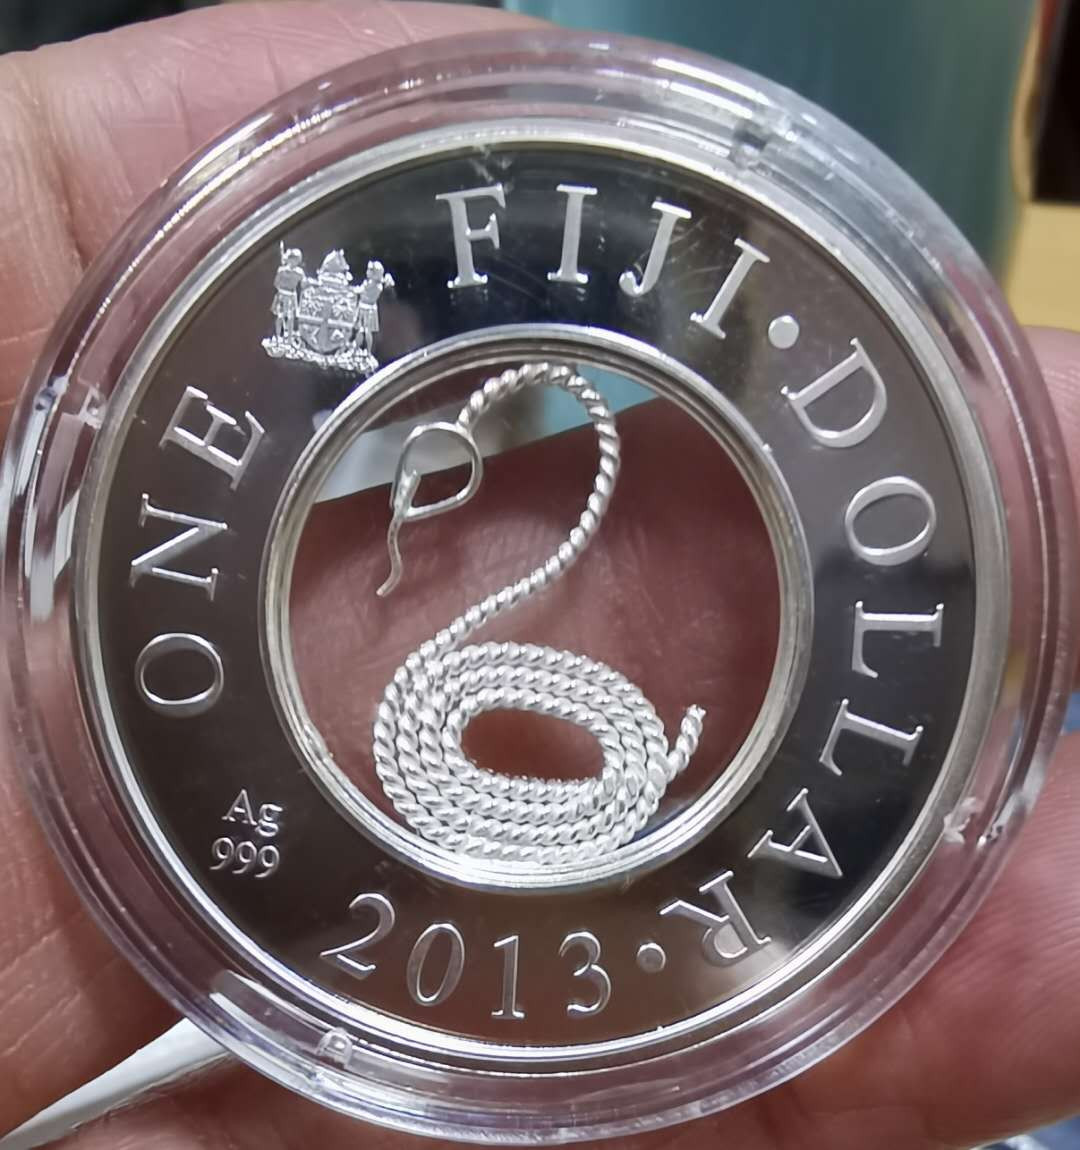 FIJI · ONE DOLLAR · 2013
Ag
999